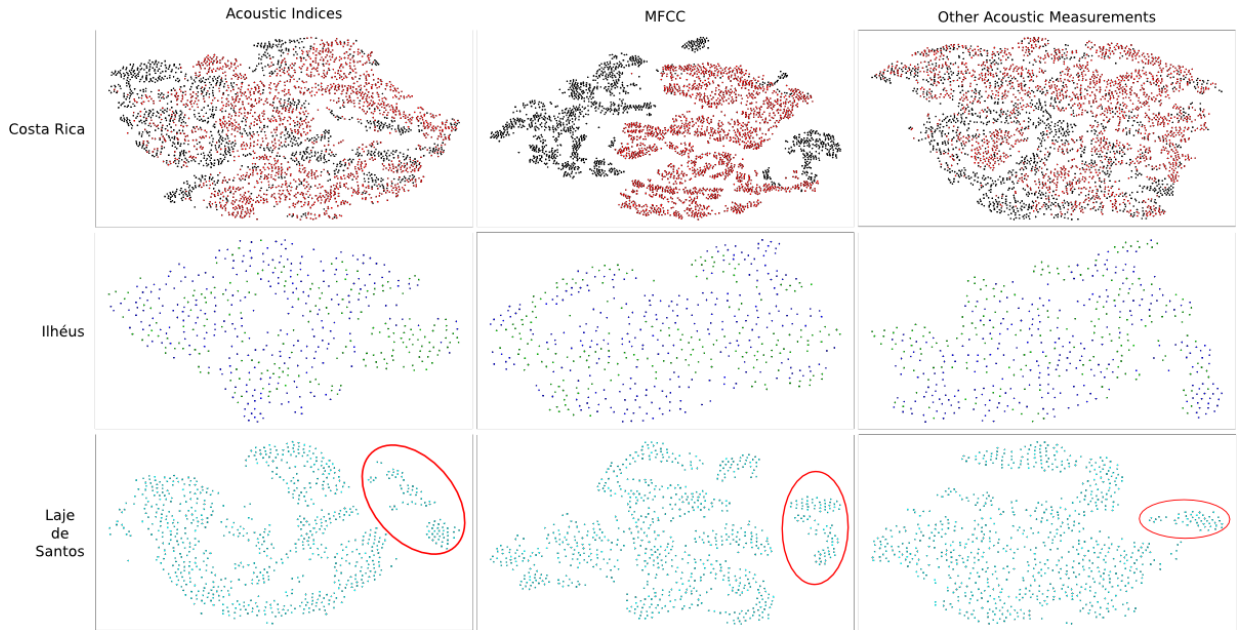 Acoustic Indices
MFCC
Other Acoustic Measurements
Costa Rica
Ilhéus
Laje
de
Santos